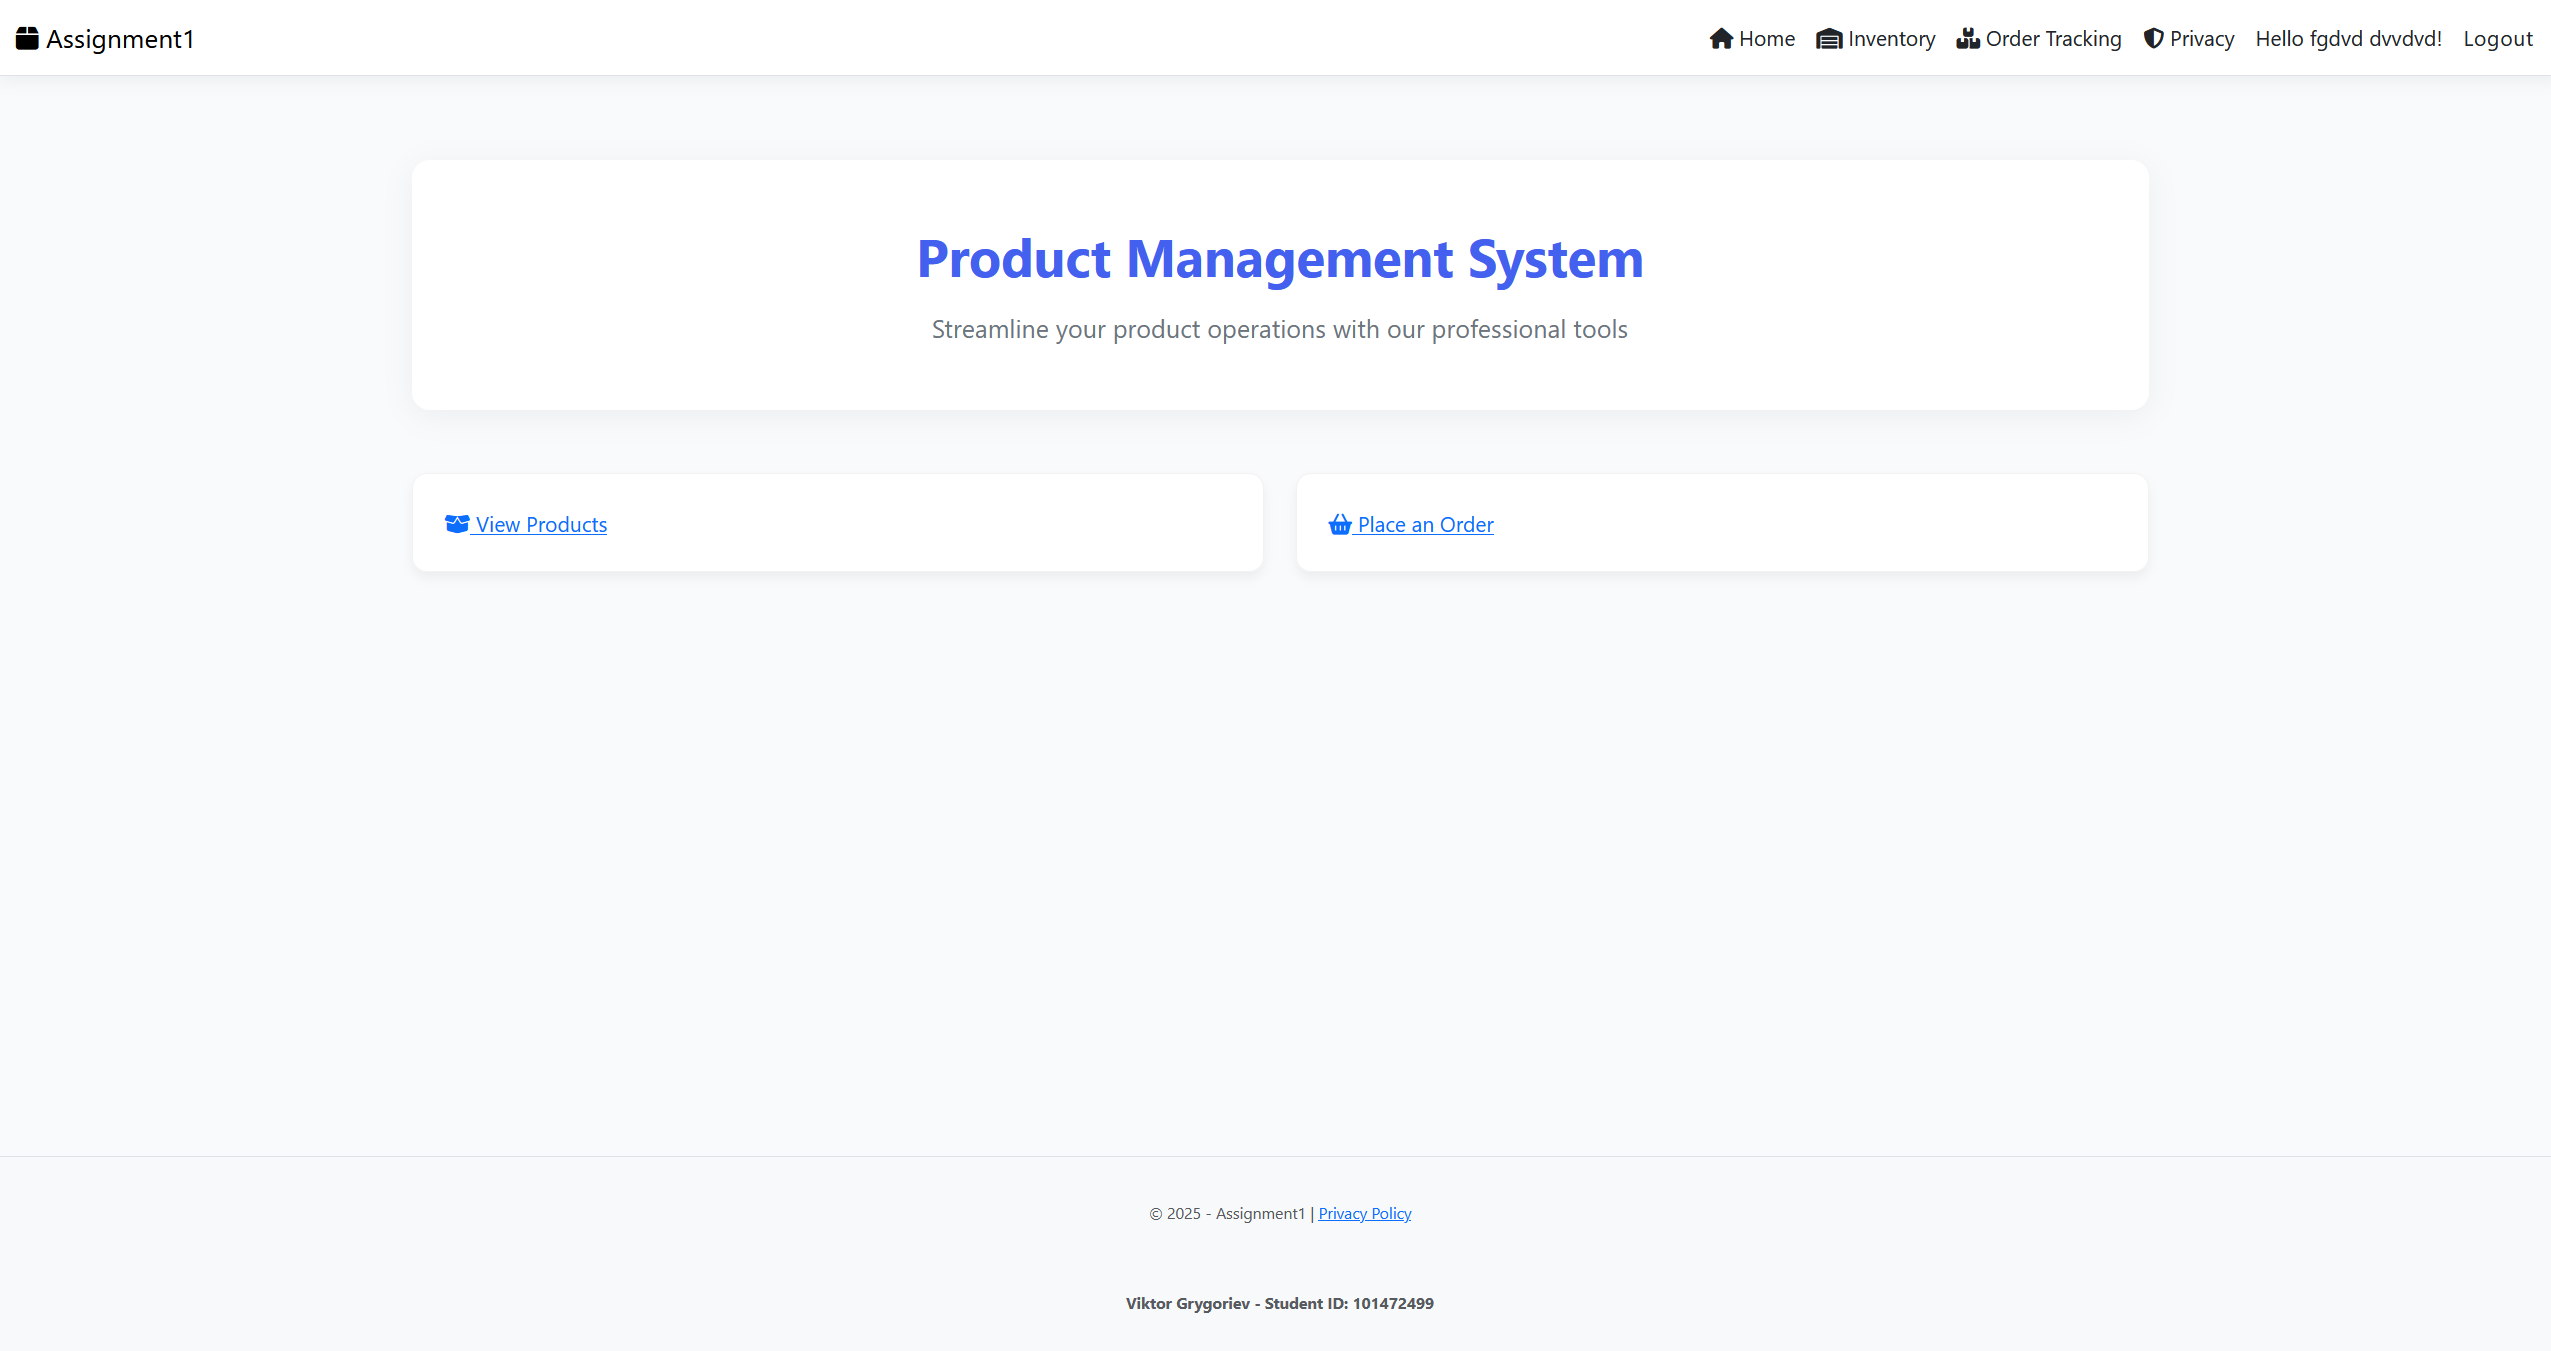 Assignment1
Home Inventory Order Tracking Privacy Hello fgdvd dvvdvd! Logout
Product Management System
Streamline your product operations with our professional tools
View Products
Place an Order
© 2025 - Assignment1 | Privacy Policy
Viktor Grygoriev - Student ID: 101472499